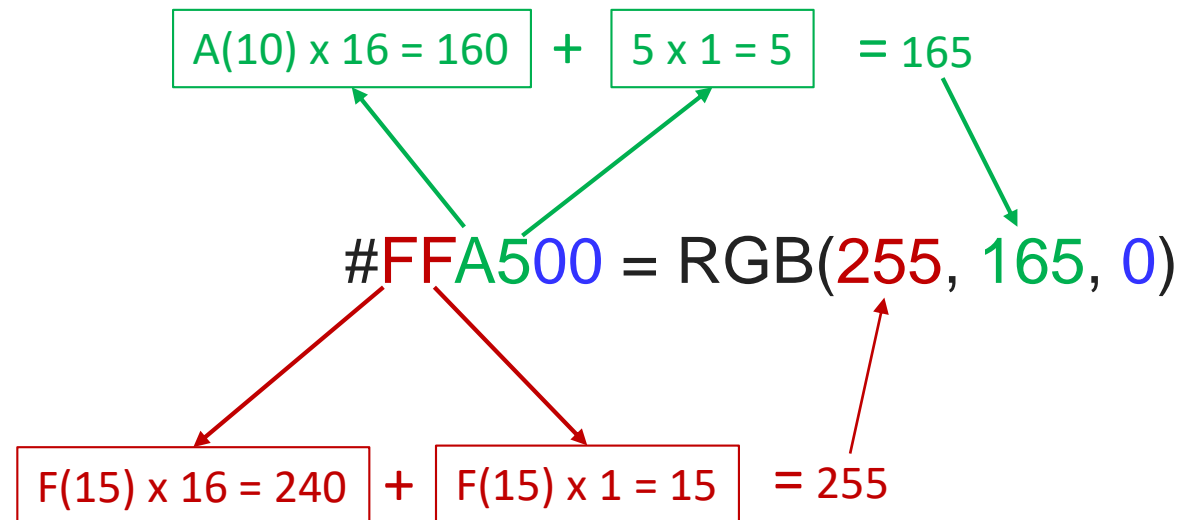 A(10) x 16 = 160 + 5 x 1 = 5 = 165
#FFA500 = RGB(255, 165, 0)
F(15) x 16 = 240 + F(15) x 1 = 15 = 255